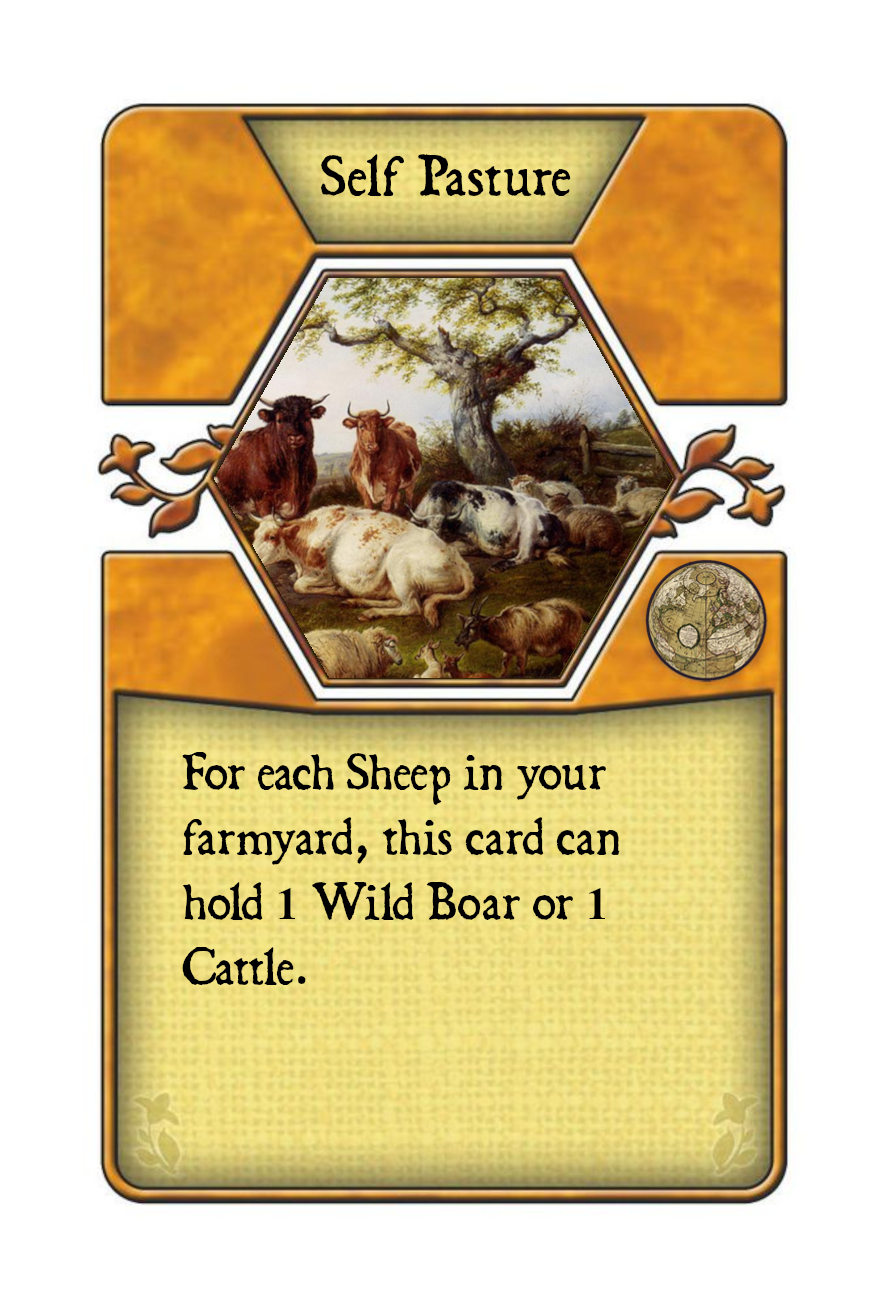 Self Pasture
For each Sheep in your
farmyard, this card can
hold 1 Wild Boar or 1
Cattle.